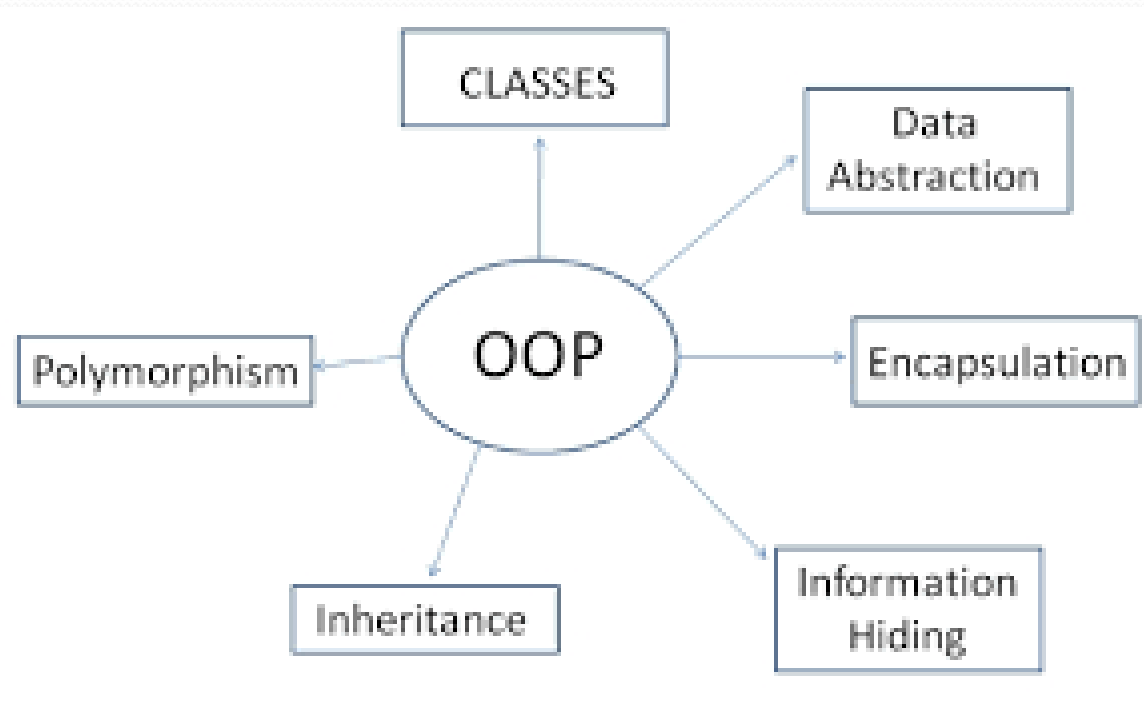 CLASSES
Data
Abstraction
OOP
Polymorphism
Encapsulation
Inheritance
Information
Hiding